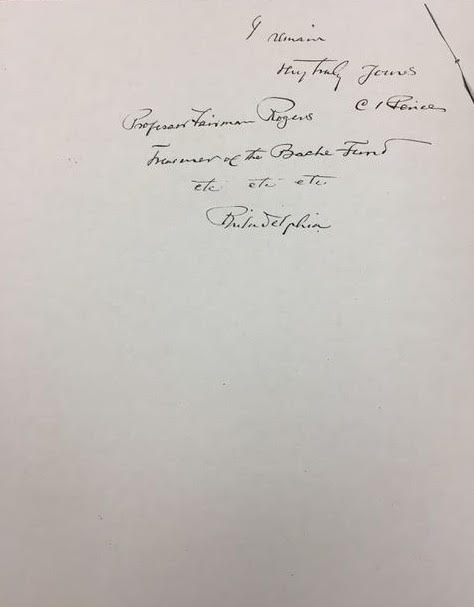 I remain
Very truly Yours
C S Peirce
Professor Fairman Rogers
Treasurer of the Bache Fund
etc etc etc.
Philadelphia